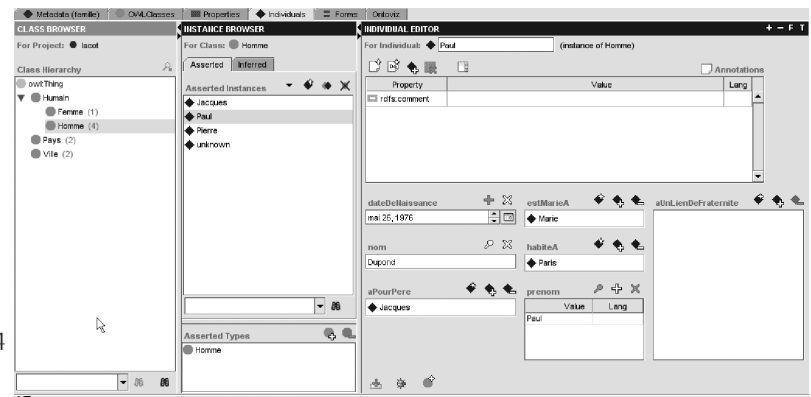 Metadata (famille) OWLClasses Properties Individuals Forms Ontoviz
CLASS BROWSER
For Project: Iscot
Class Hierarchy
owl:Thing
Humain
Femme (1)
Homme (4)
Pays (2)
Ville (2)
INSTANCE BROWSER
For Class: Homme
Asserted Inferred
Asserted Instances
Jacques
Paul
Pierre
unknown
Asserted Types
Homme
INDIVIDUAL EDITOR + - F T
For Individual: Paul (instance of Homme)
Annotations
Property Value Lang
rdfs:comment
dateDeNaissance estMarieA aUnLienDeFraternite
mai 26, 1976 Marie
nom habiteA
Dupond Paris
aPourPere prenom
Jacques Value Lang
Paul